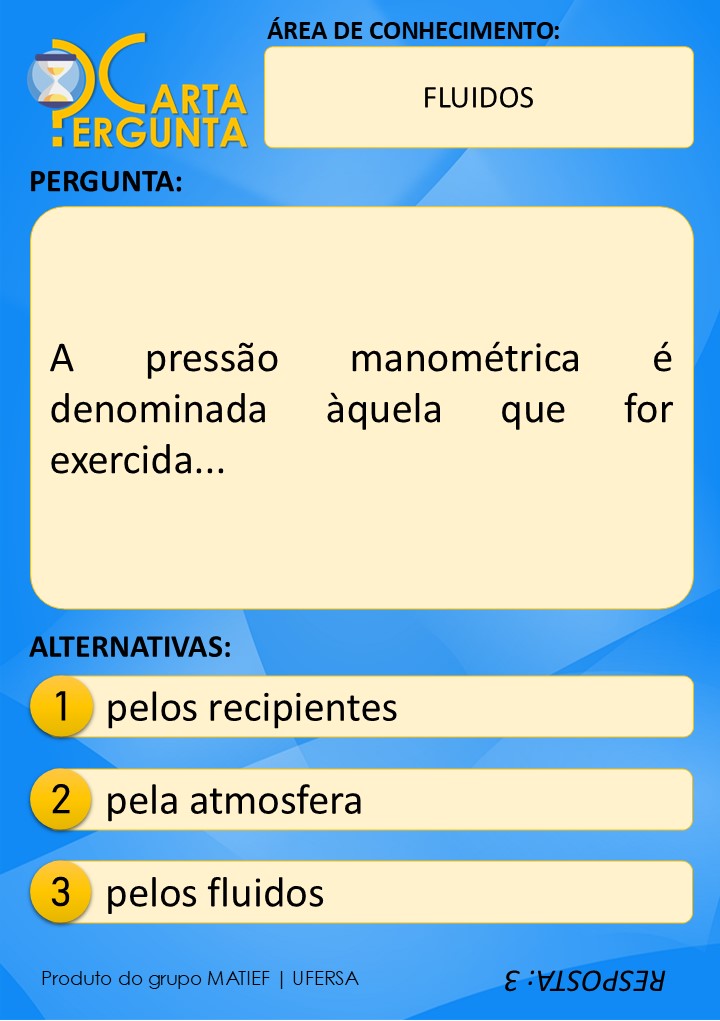 ÁREA DE CONHECIMENTO:
CARTA
PERGUNTA
FLUIDOS
PERGUNTA:
A pressão manométrica é
denominada àquela que for
exercida...
ALTERNATIVAS:
1 pelos recipientes
2 pela atmosfera
3 pelos fluidos
Produto do grupo MATIEF | UFERSA
RESPOSTA: 3